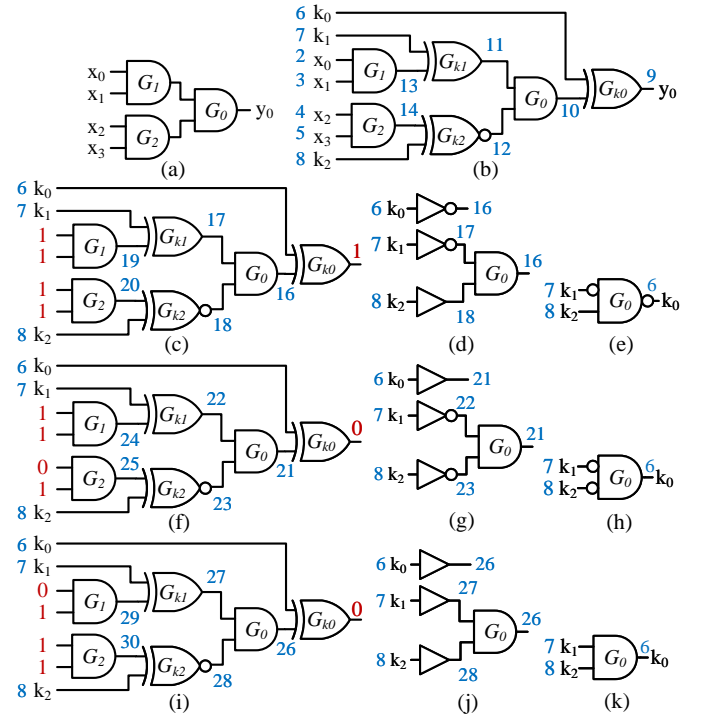 x₀
x₁
G₁
G₀
y₀
x₂
x₃
G₂
(a)
6 k₀
7 k₁
11
2 x₀
G₁
Gₖ₁
3 x₁
13
9
G₀
Gₖ₀
y₀
4 x₂
14
10
5 x₃
G₂
Gₖ₂
8 k₂
12
(b)
6 k₀
7 k₁
17
1
G₁
Gₖ₁
1
19
1
G₀
Gₖ₀
1
20
16
1
G₂
Gₖ₂
8 k₂
18
(c)
6 k₀
16
7 k₁
17
G₀
16
8 k₂
18
(d)
7 k₁
6
8 k₂
G₀
k₀
(e)
6 k₀
7 k₁
22
1
G₁
Gₖ₁
1
24
0
G₀
Gₖ₀
0
25
21
1
G₂
Gₖ₂
8 k₂
23
(f)
6 k₀
21
7 k₁
22
G₀
21
8 k₂
23
(g)
7 k₁
6
8 k₂
G₀
k₀
(h)
6 k₀
7 k₁
27
0
G₁
Gₖ₁
1
29
0
G₀
Gₖ₀
1
30
26
1
G₂
Gₖ₂
8 k₂
28
(i)
6 k₀
26
7 k₁
27
G₀
26
8 k₂
28
(j)
7 k₁
6
8 k₂
G₀
k₀
(k)